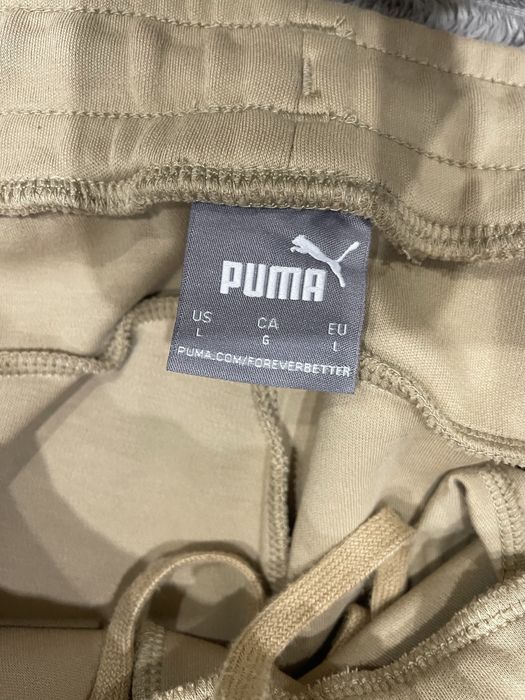 PUMA
US CA EU
L G L
PUMA.COM/FOREVERBETTER